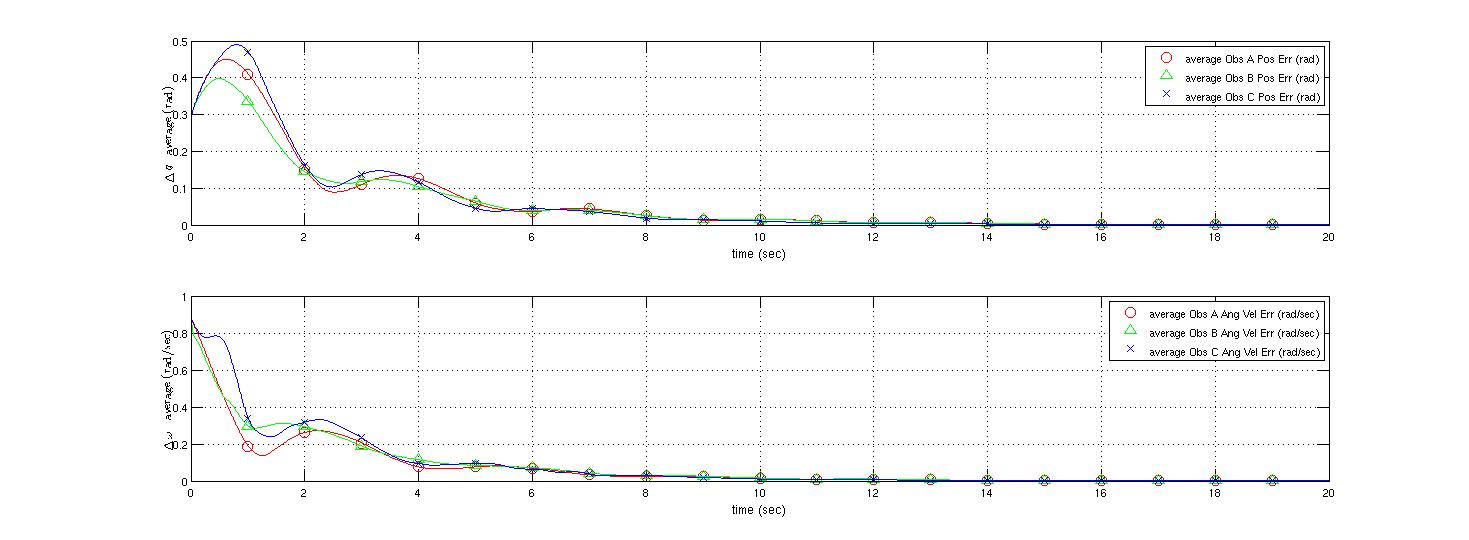 0.5
0.4
0.3
0.2
0.1
0
Δ q average (rad)
average Obs A Pos Err (rad)
average Obs B Pos Err (rad)
average Obs C Pos Err (rad)
0 2 4 6 8 10 12 14 16 18 20
time (sec)
1
0.8
0.6
0.4
0.2
0
Δ ω average (rad/sec)
average Obs A Ang Vel Err (rad/sec)
average Obs B Ang Vel Err (rad/sec)
average Obs C Ang Vel Err (rad/sec)
0 2 4 6 8 10 12 14 16 18 20
time (sec)